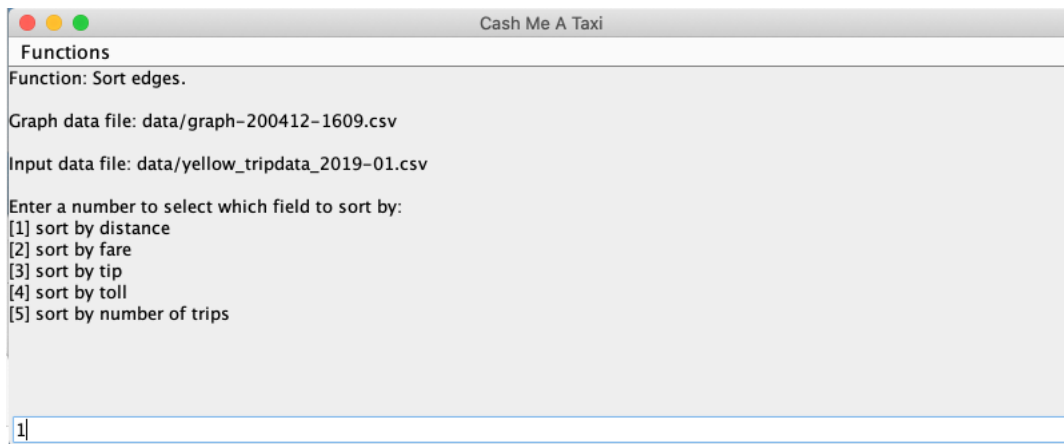 Cash Me A Taxi
Functions
Function: Sort edges.
Graph data file: data/graph-200412-1609.csv
Input data file: data/yellow_tripdata_2019-01.csv
Enter a number to select which field to sort by:
[1] sort by distance
[2] sort by fare
[3] sort by tip
[4] sort by toll
[5] sort by number of trips
1